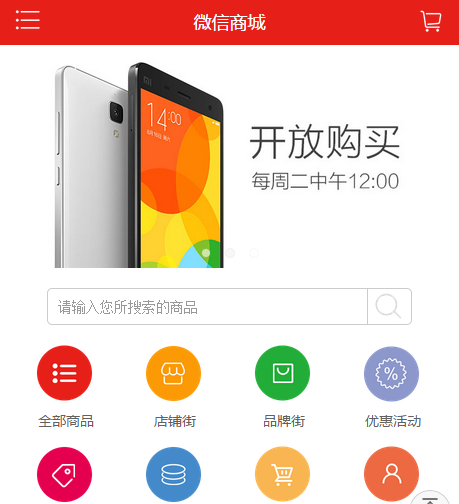 微信商城
14:00
开放购买
每周二中午12:00
请输入您所搜索的商品
全部商品
店铺街
品牌街
优惠活动